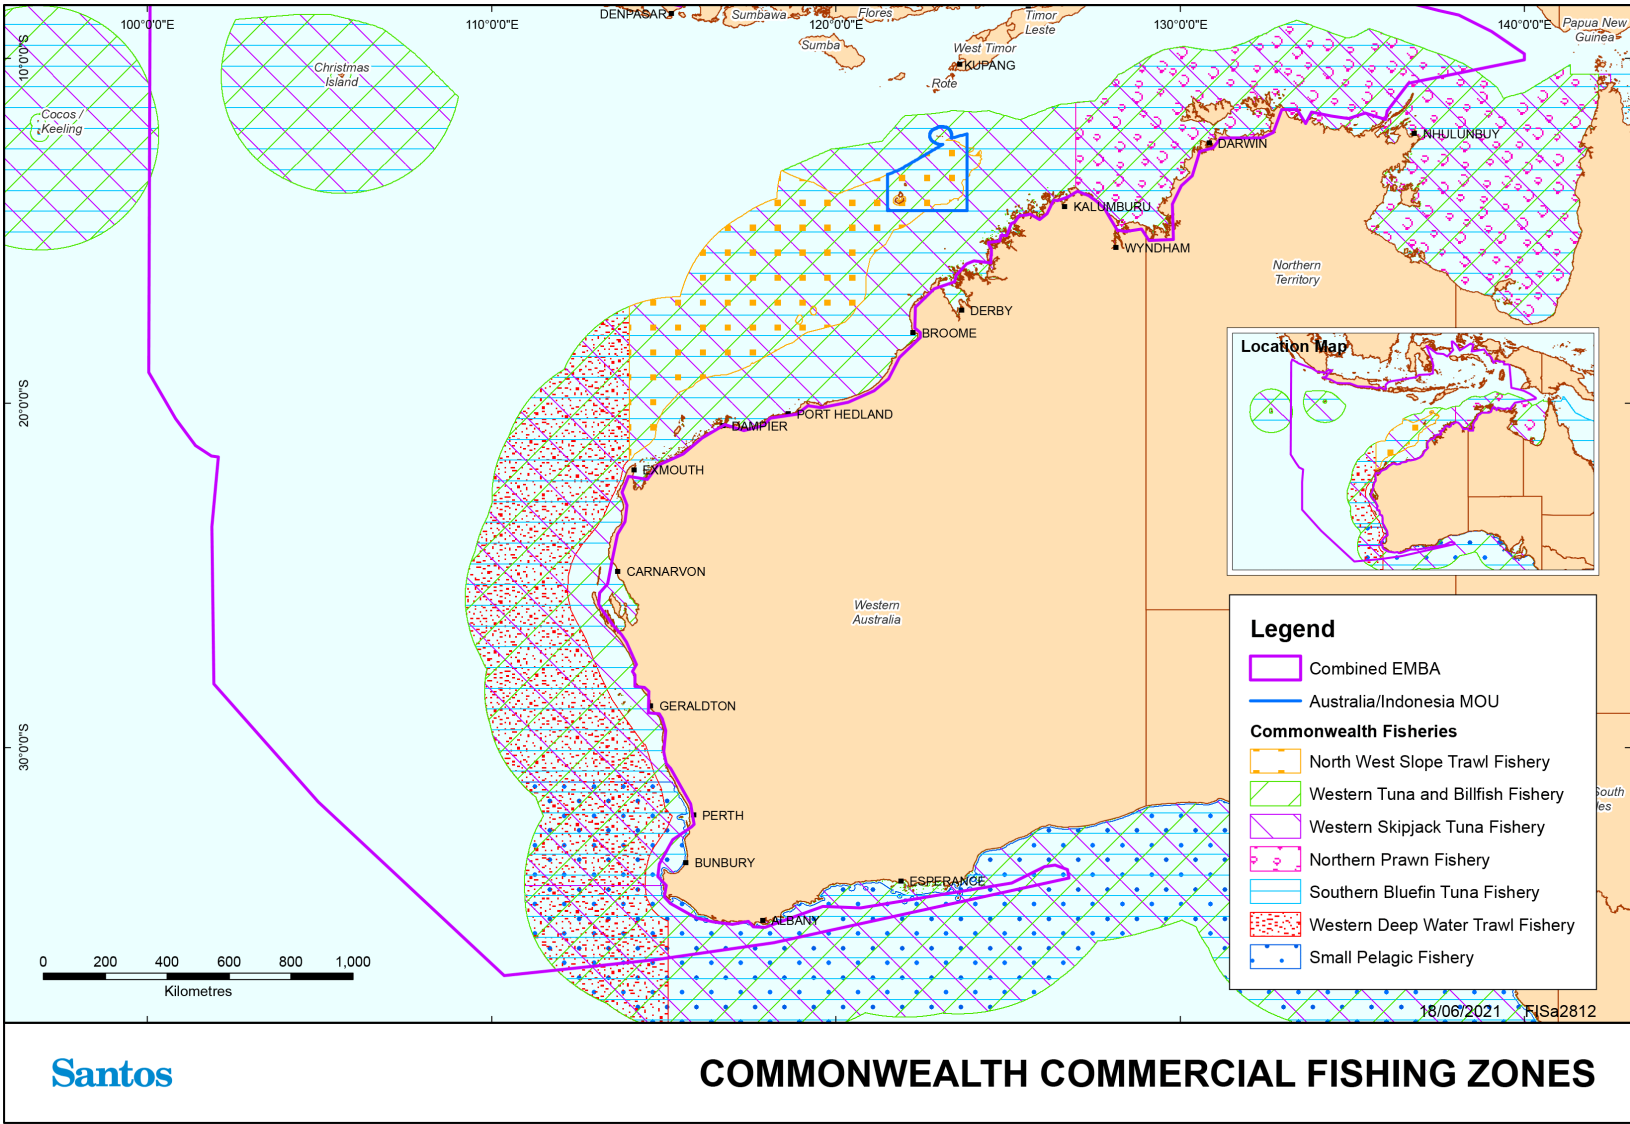 100°0'0"E
110°0'0"E
120°0'0"E
130°0'0"E
140°0'0"E
10°0'0"S
20°0'0"S
30°0'0"S
DENPASAR
Sumbawa
Flores
Timor
Leste
Papua New
Guinea
Sumba
West Timor
KUPANG
Rote
Christmas
Island
Cocos /
Keeling
NHULUNBUY
DARWIN
KALUMBURU
WYNDHAM
Northern
Territory
DERBY
BROOME
PORT HEDLAND
DAMPIER
EXMOUTH
CARNARVON
Western
Australia
GERALDTON
PERTH
BUNBURY
ESPERANCE
ALBANY
Location Map
Legend
Combined EMBA
Australia/Indonesia MOU
Commonwealth Fisheries
North West Slope Trawl Fishery
Western Tuna and Billfish Fishery
Western Skipjack Tuna Fishery
Northern Prawn Fishery
Southern Bluefin Tuna Fishery
Western Deep Water Trawl Fishery
Small Pelagic Fishery
South
0 200 400 600 800 1,000
Kilometres
18/06/2021 FISa2812
Santos
COMMONWEALTH COMMERCIAL FISHING ZONES